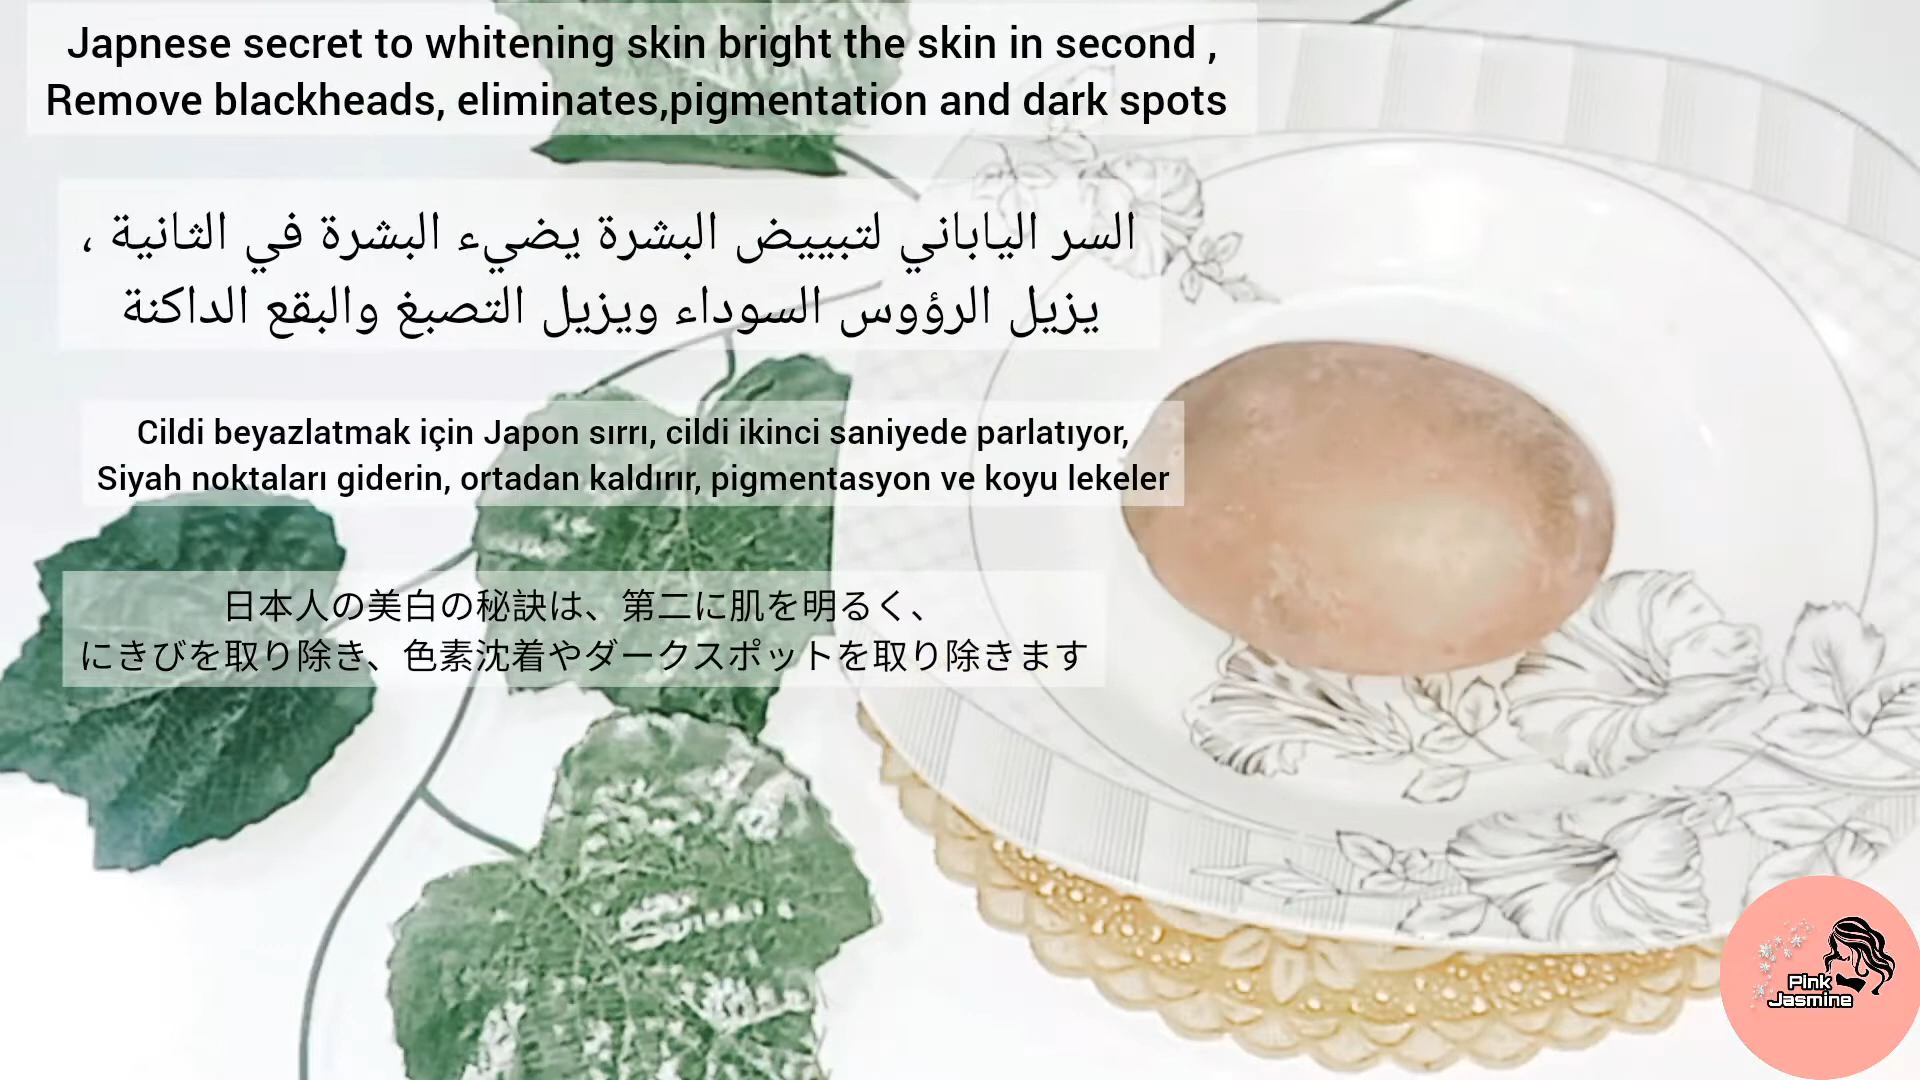 Japnese secret to whitening skin bright the skin in second ,
Remove blackheads, eliminates,pigmentation and dark spots
السر الياباني لتبييض البشرة يضيء البشرة في الثانية ،
يزيل الرؤوس السوداء ويزيل التصبغ والبقع الداكنة
Cildi beyazlatmak için Japon sırrı, cildi ikinci saniyede parlatıyor,
Siyah noktaları giderin, ortadan kaldırır, pigmentasyon ve koyu lekeler
日本人の美白の秘訣は、第二に肌を明るく、
にきびを取り除き、色素沈着やダークスポットを取り除きます
Pink
Jasmine